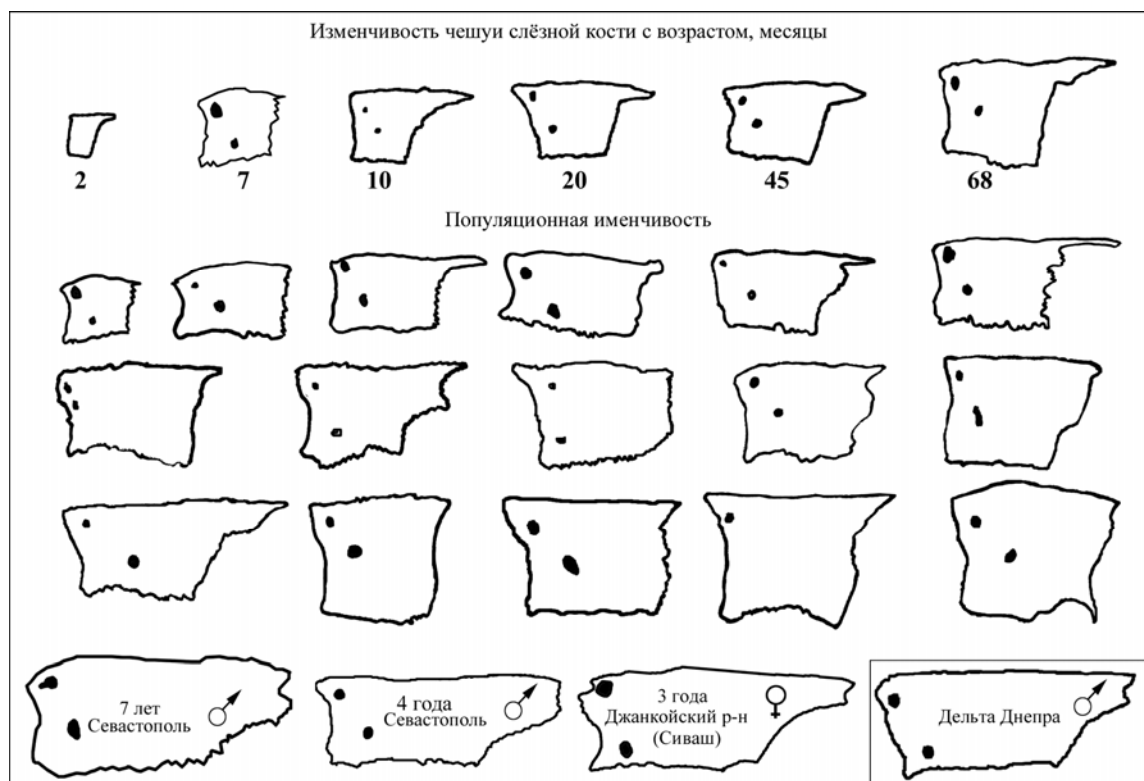 Изменчивость чешуи слёзной кости с возрастом, месяцы
2 7 10 20 45 68
Популяционная именчивость
7 лет
Севастополь
♂
4 года
Севастополь
♂
3 года
Джанкойский р-н
(Сиваш)
♀
Дельта Днепра
♂